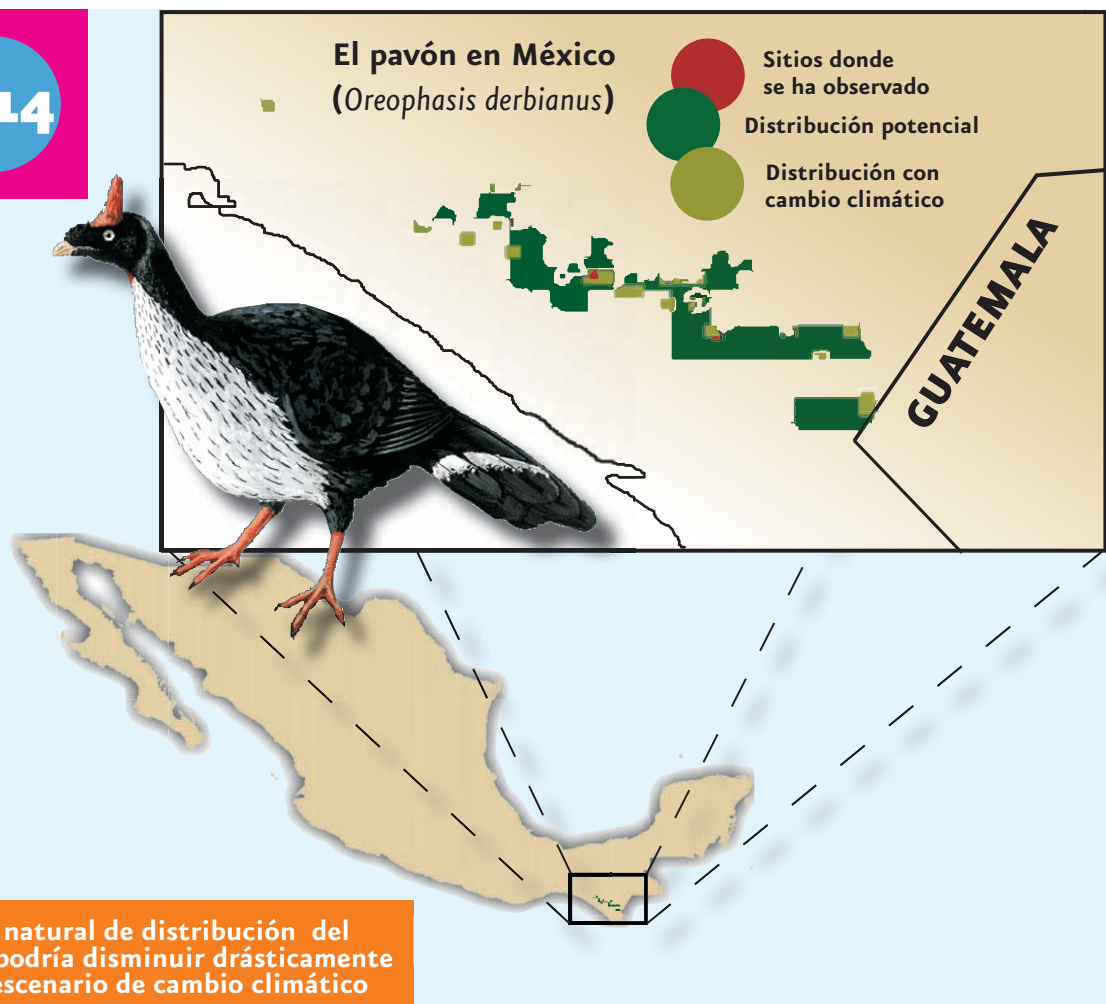 14
El pavón en México
(Oreophasis derbianus)
Sitios donde
se ha observado
Distribución potencial
Distribución con
cambio climático
GUATEMALA
natural de distribución del
podría disminuir drásticamente
escenario de cambio climático